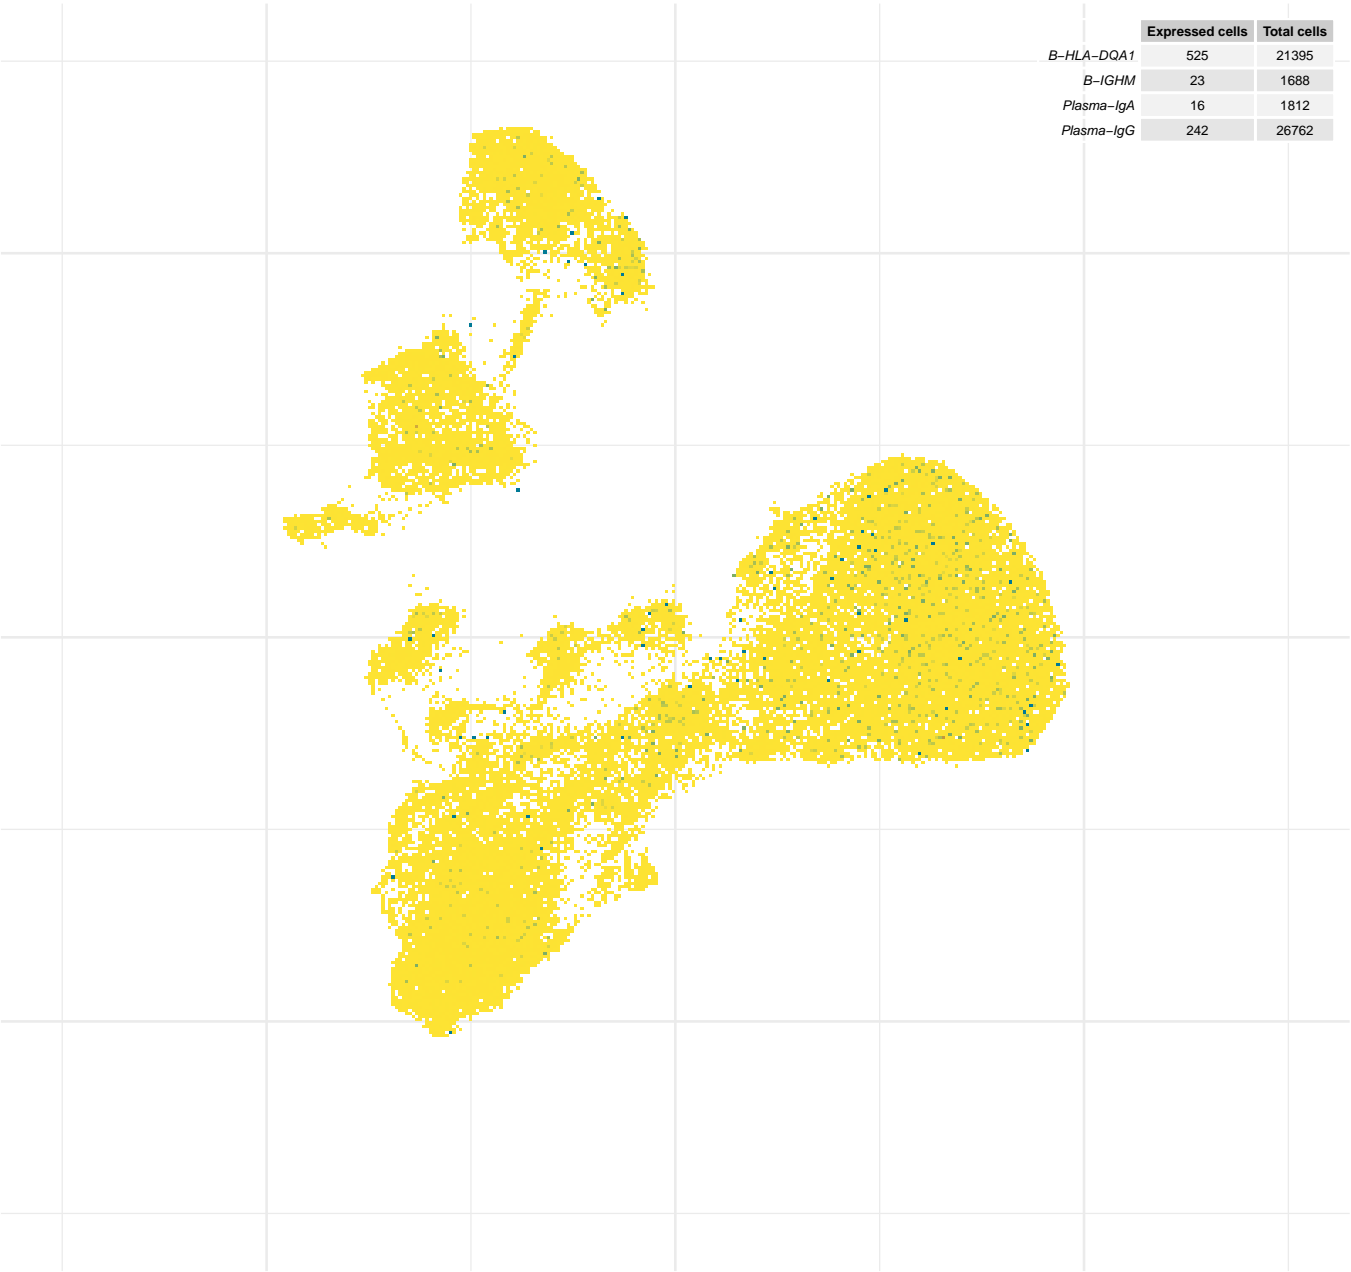 Expressed cells Total cells
B−HLA−DQA1 525 21395
B−IGHM 23 1688
Plasma−IgA 16 1812
Plasma−IgG 242 26762